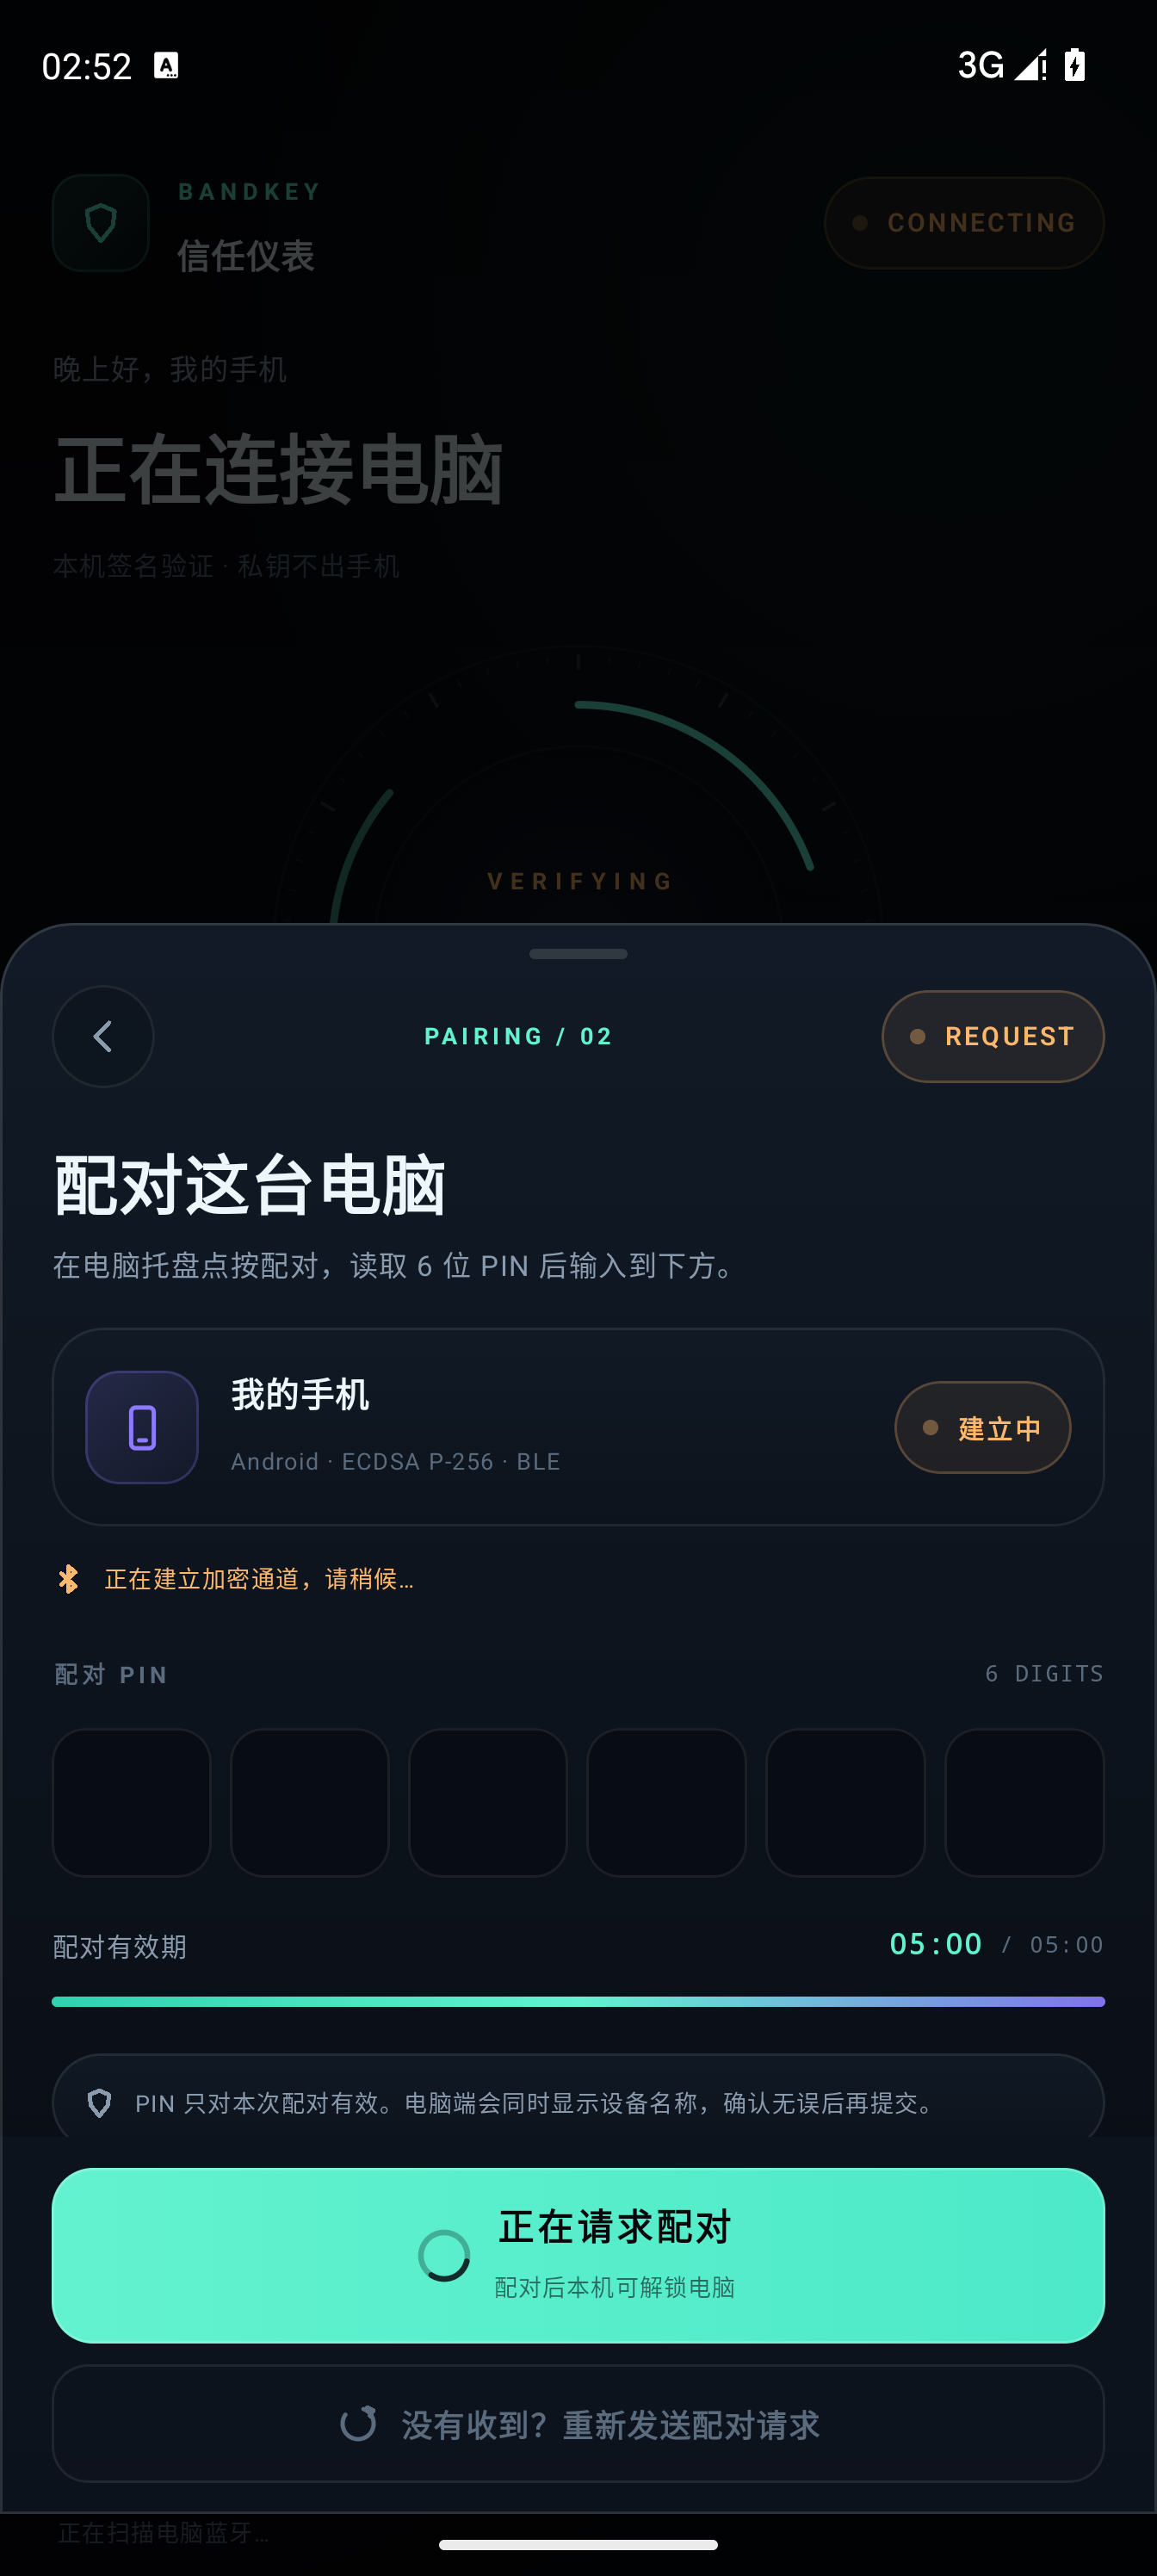 02:52
3G
BANDKEY
信任仪表
CONNECTING
晚上好，我的手机
正在连接电脑
本机签名验证 · 私钥不出手机
VERIFYING
PAIRING / 02
REQUEST
配对这台电脑
在电脑托盘点按配对，读取 6 位 PIN 后输入到下方。
我的手机
Android · ECDSA P-256 · BLE
建立中
正在建立加密通道，请稍候…
配对 PIN
6 DIGITS
配对有效期
05:00 / 05:00
PIN 只对本次配对有效。电脑端会同时显示设备名称，确认无误后再提交。
正在请求配对
配对后本机可解锁电脑
没有收到？重新发送配对请求
正在扫描电脑蓝牙…